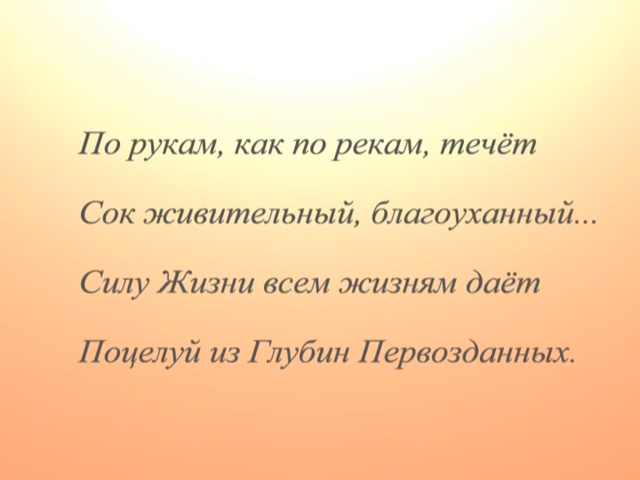 По рукам, как по рекам, течёт
Сок живительный, благоуханный...
Силу Жизни всем жизням даёт
Поцелуй из Глубин Первозданных.